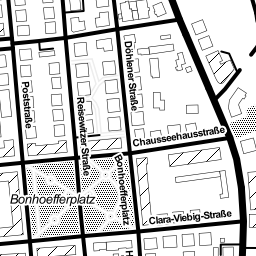 Döhlener Straße
Poststraße
Reisewitzer Straße
Chausseehausstraße
Bonhoefferplatz
Bonhoefferplatz
Clara-Viebig-Straße
H